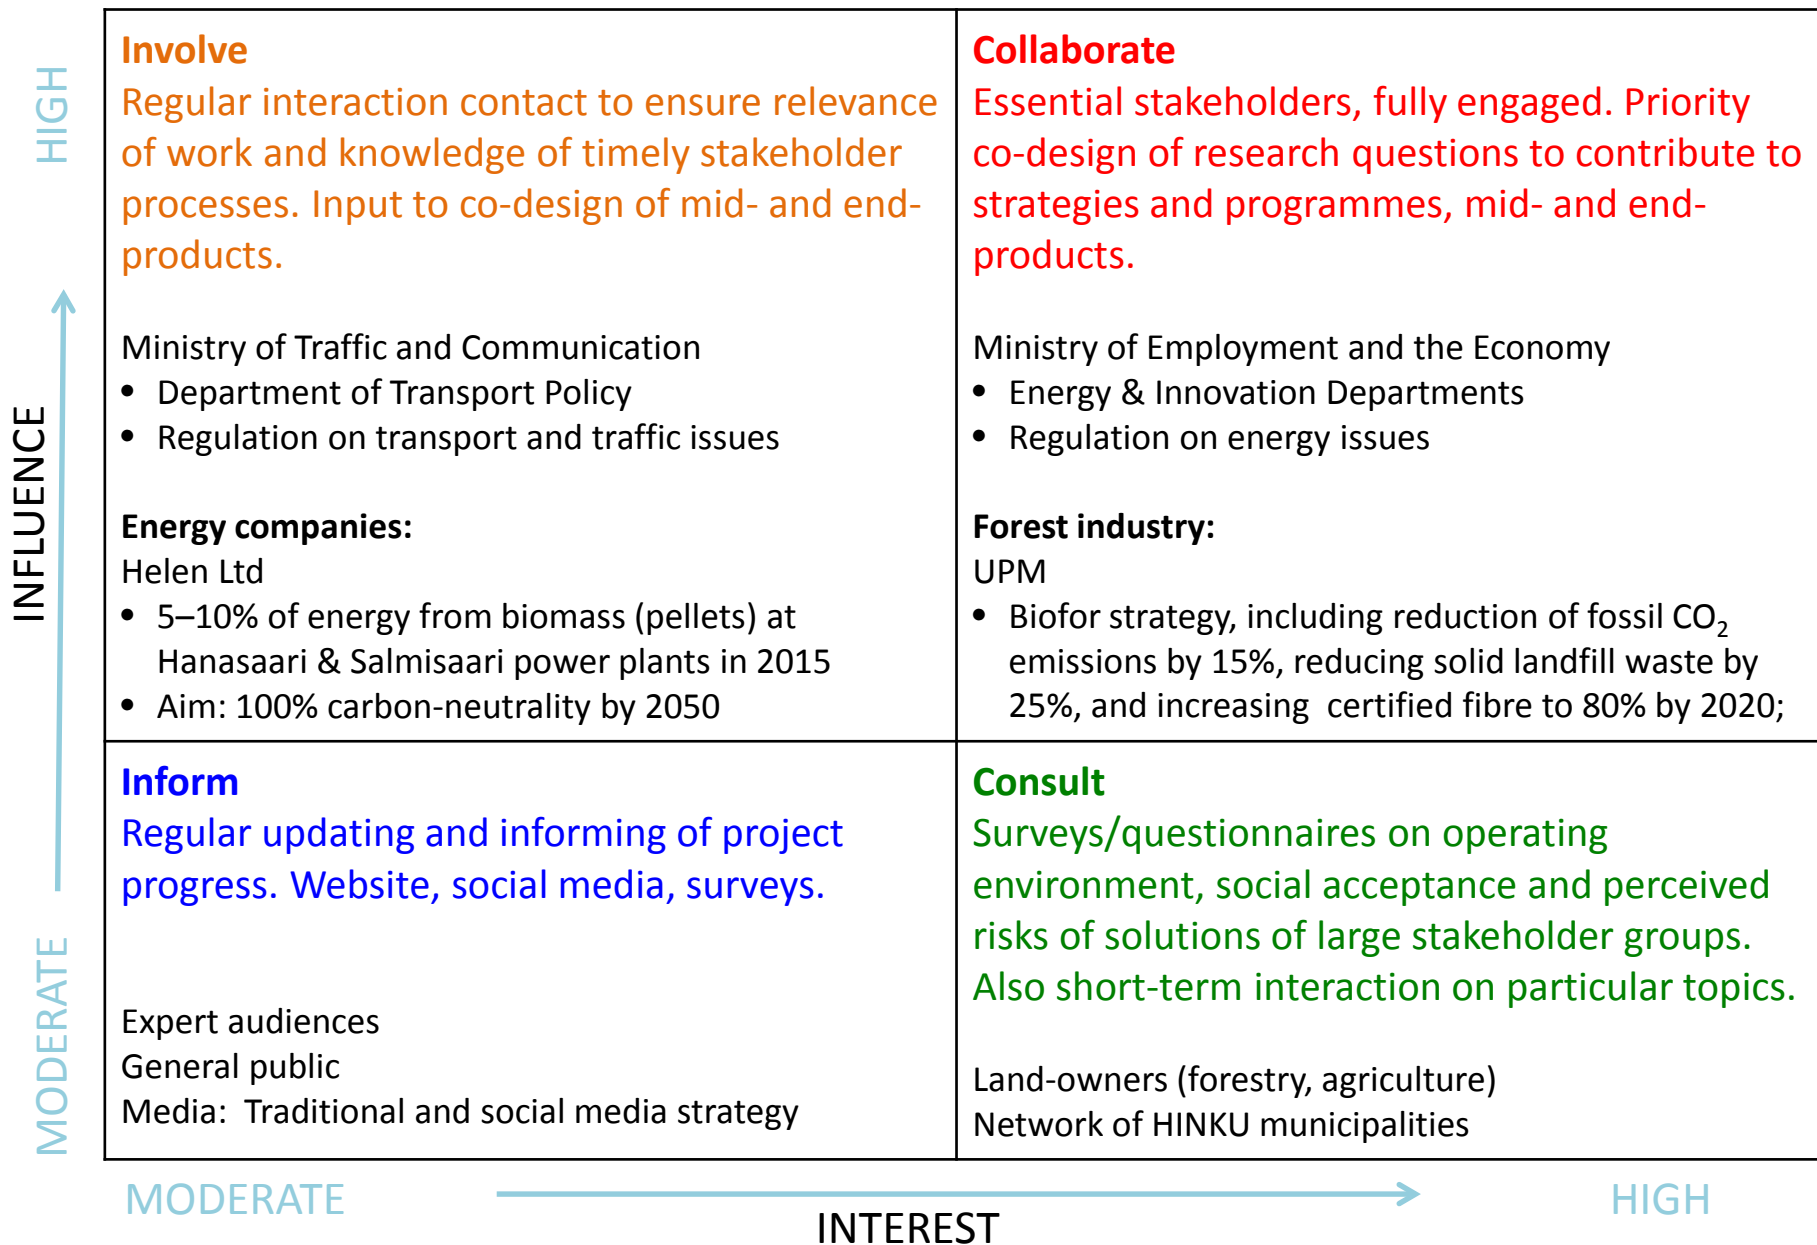 HIGH
INFLUENCE
MODERATE
Involve
Regular interaction contact to ensure relevance
of work and knowledge of timely stakeholder
processes. Input to co-design of mid- and end-
products.
Ministry of Traffic and Communication
• Department of Transport Policy
• Regulation on transport and traffic issues
Energy companies:
Helen Ltd
• 5–10% of energy from biomass (pellets) at
Hanasaari & Salmisaari power plants in 2015
• Aim: 100% carbon-neutrality by 2050
Collaborate
Essential stakeholders, fully engaged. Priority
co-design of research questions to contribute to
strategies and programmes, mid- and end-
products.
Ministry of Employment and the Economy
• Energy & Innovation Departments
• Regulation on energy issues
Forest industry:
UPM
• Biofor strategy, including reduction of fossil CO₂
emissions by 15%, reducing solid landfill waste by
25%, and increasing certified fibre to 80% by 2020;
Inform
Regular updating and informing of project
progress. Website, social media, surveys.
Expert audiences
General public
Media: Traditional and social media strategy
Consult
Surveys/questionnaires on operating
environment, social acceptance and perceived
risks of solutions of large stakeholder groups.
Also short-term interaction on particular topics.
Land-owners (forestry, agriculture)
Network of HINKU municipalities
MODERATE
INTEREST
HIGH